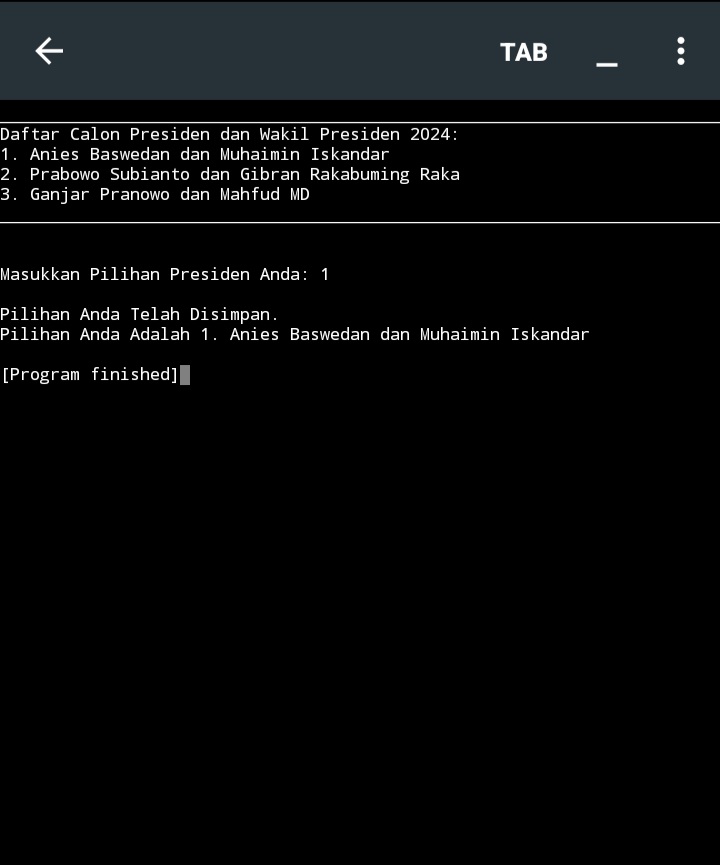 TAB
Daftar Calon Presiden dan Wakil Presiden 2024:
1. Anies Baswedan dan Muhaimin Iskandar
2. Prabowo Subianto dan Gibran Rakabuming Raka
3. Ganjar Pranowo dan Mahfud MD
Masukkan Pilihan Presiden Anda: 1
Pilihan Anda Telah Disimpan.
Pilihan Anda Adalah 1. Anies Baswedan dan Muhaimin Iskandar
[Program finished]